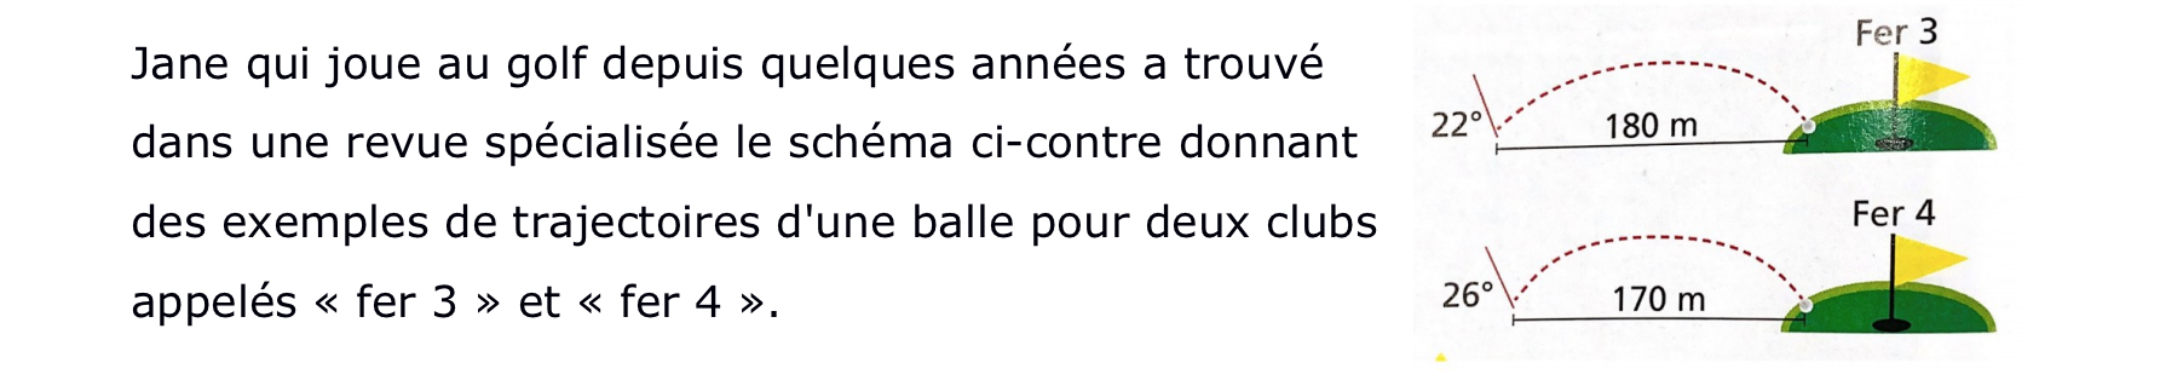 Jane qui joue au golf depuis quelques années a trouvé
dans une revue spécialisée le schéma ci-contre donnant
des exemples de trajectoires d'une balle pour deux clubs
appelés « fer 3 » et « fer 4 ».
Fer 3
22°
180 m
Fer 4
26°
170 m